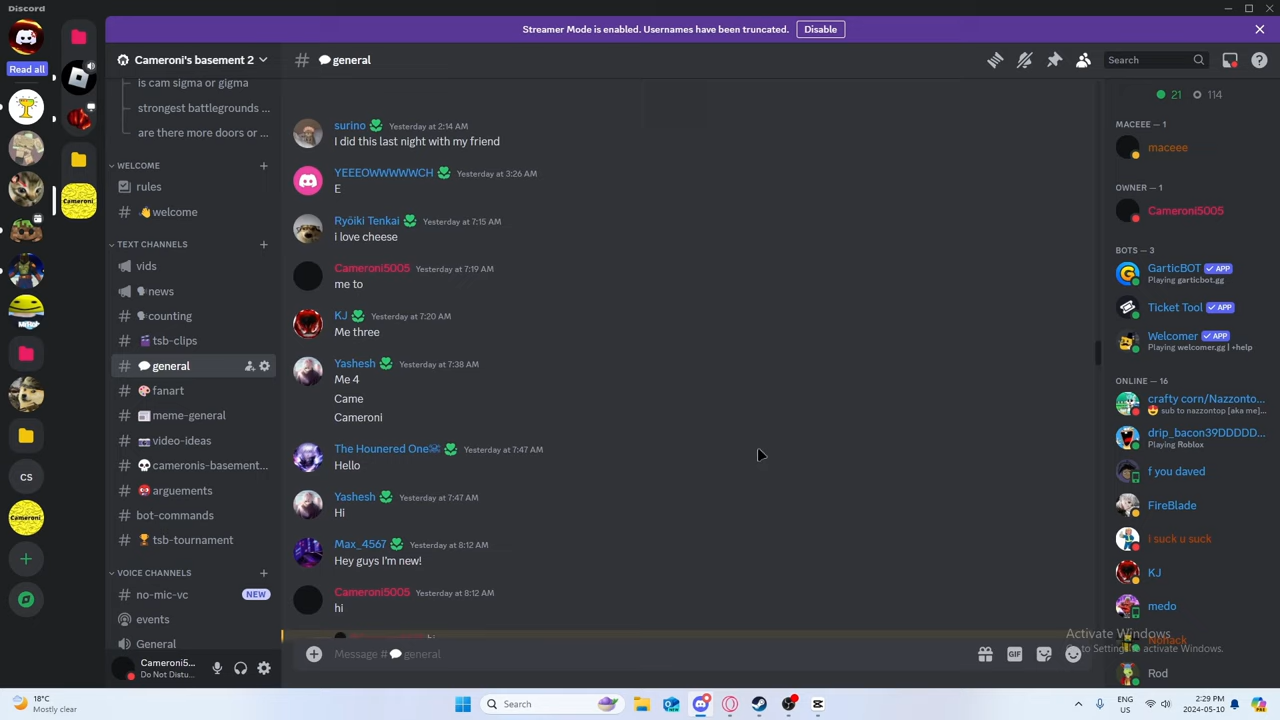 Discord
Streamer Mode is enabled. Usernames have been truncated.
Disable
Read all
Cameroni's basement 2
general
Search
is cam sigma or gigma
strongest battlegrounds ...
are there more doors or ...
WELCOME
rules
welcome
TEXT CHANNELS
vids
news
counting
tsb-clips
general
fanart
meme-general
video-ideas
cameronis-basement...
arguements
bot-commands
tsb-tournament
VOICE CHANNELS
no-mic-vc
NEW
events
General
Cameroni5...
Do Not Distu...
CS
Cameroni
Cameroni
surino Yesterday at 2:14 AM
I did this last night with my friend
YEEEOWWWWCH Yesterday at 3:26 AM
E
Ryöiki Tenkai Yesterday at 7:15 AM
i love cheese
Cameroni5005 Yesterday at 7:19 AM
me to
KJ Yesterday at 7:20 AM
Me three
Yashesh Yesterday at 7:38 AM
Me 4
Came
Cameroni
The Hounered One Yesterday at 7:47 AM
Hello
Yashesh Yesterday at 7:47 AM
Hi
Max_4567 Yesterday at 8:12 AM
Hey guys I'm new!
Cameroni5005 Yesterday at 8:12 AM
hi
Message # general
GIF
21 114
MACEEE — 1
maceee
OWNER — 1
Cameroni5005
BOTS — 3
GarticBOT APP
Playing garticbot.gg
Ticket Tool APP
Welcomer APP
Playing welcomer.gg | +help
ONLINE — 16
crafty corn/Nazzonto...
sub to nazzontop [aka me]...
drip_bacon39DDDDD...
Playing Roblox
f you daved
FireBlade
i suck u suck
KJ
medo
Nohack
Rod
Activate Windows
to Settings to activate Windows.
18°C
Mostly clear
Search
ENG
US
2:29 PM
2024-05-10